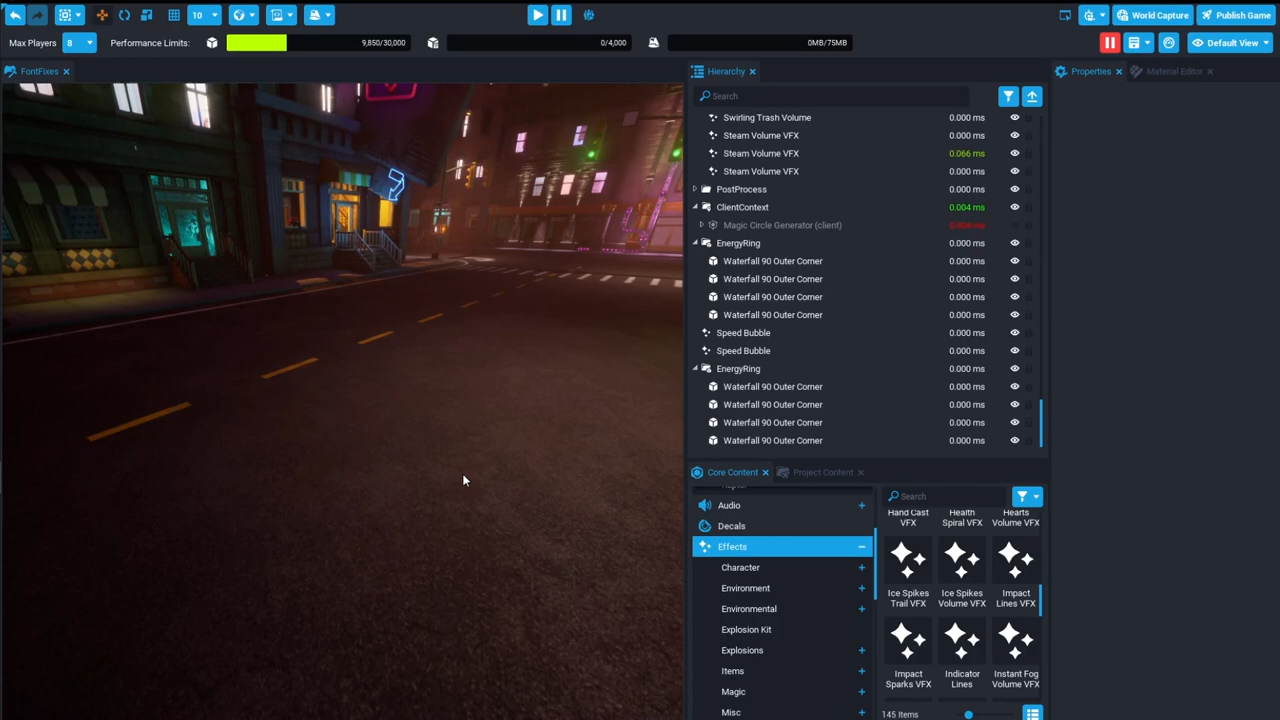 10
World Capture
Publish Game
Max Players
8
Performance Limits:
9,850/30,000
0/4,000
0MB/75MB
Default View
FontFixes
Hierarchy
Properties
Material Editor
Search
Swirling Trash Volume 0.000 ms
Steam Volume VFX 0.000 ms
Steam Volume VFX 0.066 ms
Steam Volume VFX 0.000 ms
PostProcess 0.000 ms
ClientContext 0.004 ms
Magic Circle Generator (client)
EnergyRing 0.000 ms
Waterfall 90 Outer Corner 0.000 ms
Waterfall 90 Outer Corner 0.000 ms
Waterfall 90 Outer Corner 0.000 ms
Waterfall 90 Outer Corner 0.000 ms
Speed Bubble 0.000 ms
Speed Bubble 0.000 ms
EnergyRing 0.000 ms
Waterfall 90 Outer Corner 0.000 ms
Waterfall 90 Outer Corner 0.000 ms
Waterfall 90 Outer Corner 0.000 ms
Waterfall 90 Outer Corner 0.000 ms
Core Content
Project Content
Audio
Decals
Effects
Character
Environment
Environmental
Explosion Kit
Explosions
Items
Magic
Misc
Search
Hand Cast
VFX
Health
Spiral VFX
Hearts
Volume VFX
Ice Spikes
Trail VFX
Ice Spikes
Volume VFX
Impact
Lines VFX
Impact
Sparks VFX
Indicator
Lines
Instant Fog
Volume VFX
145 Items